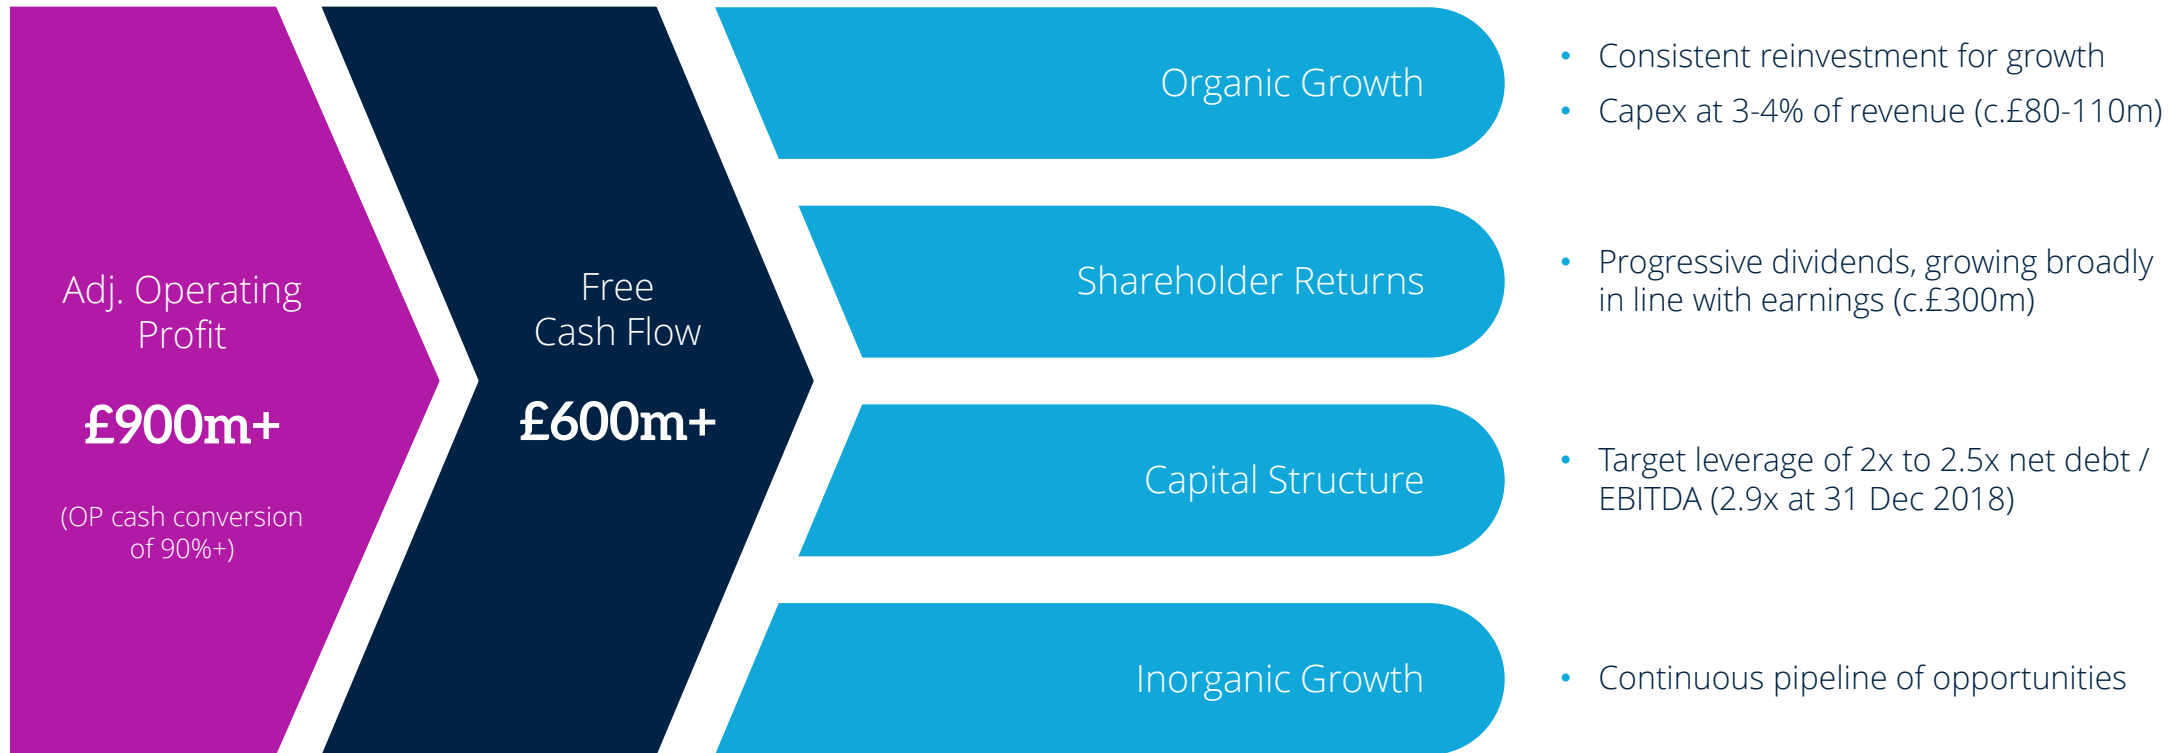 Adj. Operating
Profit
£900m+
(OP cash conversion
of 90%+)
Free
Cash Flow
£600m+
Organic Growth
• Consistent reinvestment for growth
• Capex at 3-4% of revenue (c.£80-110m)
Shareholder Returns
• Progressive dividends, growing broadly
in line with earnings (c.£300m)
Capital Structure
• Target leverage of 2x to 2.5x net debt /
EBITDA (2.9x at 31 Dec 2018)
Inorganic Growth
• Continuous pipeline of opportunities